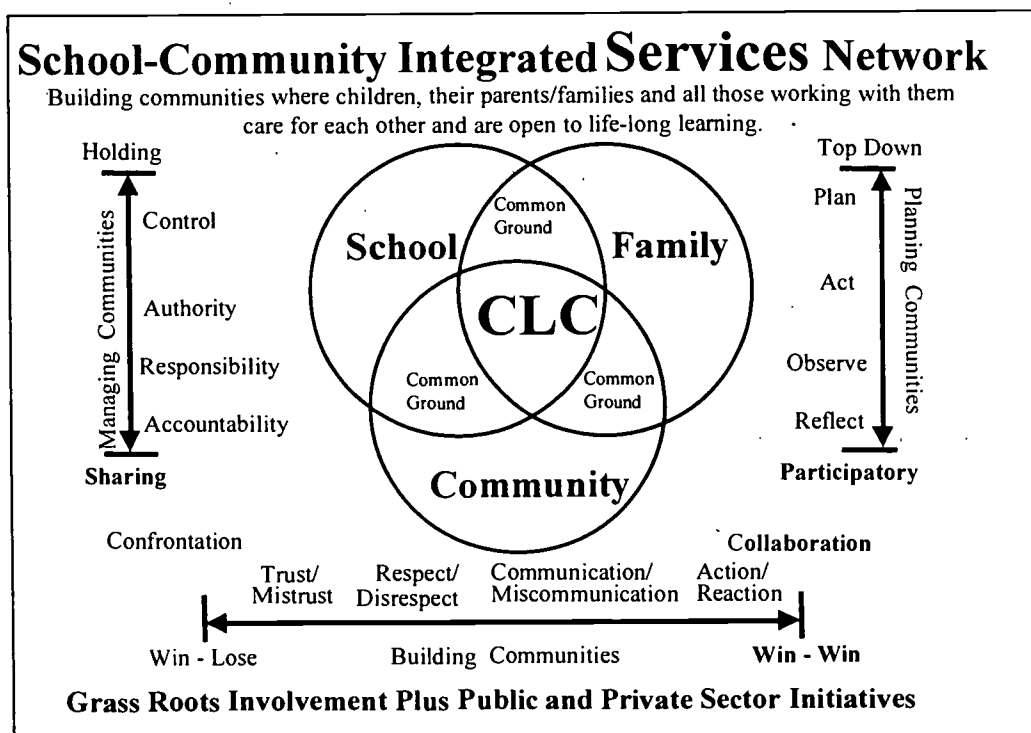 School-Community Integrated Services Network
Building communities where children, their parents/families and all those working with them
care for each other and are open to life-long learning.
Holding
Managing Communities
Control
Authority
Responsibility
Accountability
Sharing
School
Common
Ground
Family
CLC
Common
Ground
Common
Ground
Community
Top Down
Plan
Act
Observe
Reflect
Planning Communities
Participatory
Confrontation
Collaboration
Trust/
Mistrust
Respect/
Disrespect
Communication/
Miscommunication
Action/
Reaction
Win - Lose
Building Communities
Win - Win
Grass Roots Involvement Plus Public and Private Sector Initiatives